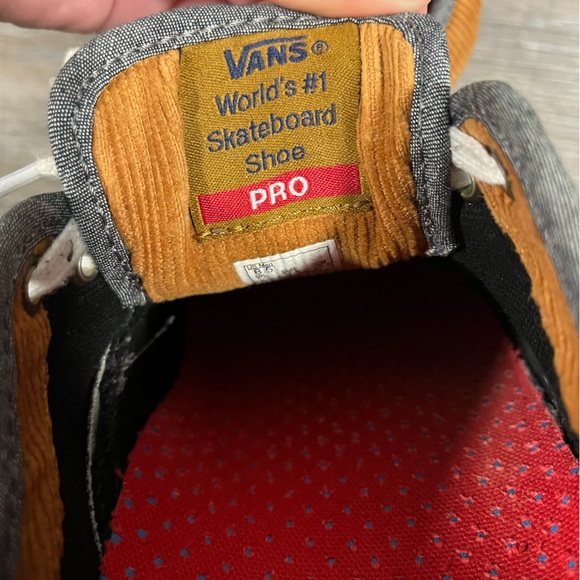 VANS®
World's #1
Skateboard
Shoe
PRO